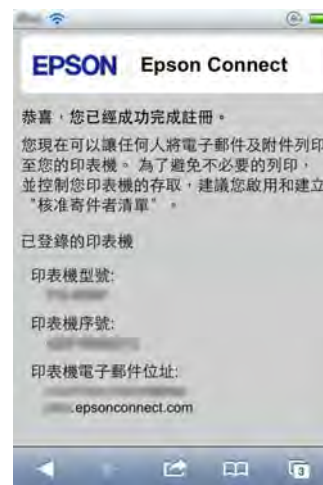 EPSON Epson Connect
恭喜，您已經成功完成註冊。
您現在可以讓任何人將電子郵件及附件列印
至您的印表機。 為了避免不必要的列印，
並控制您印表機的存取，建議您啟用和建立
“核准寄件者清單”。
已登錄的印表機
印表機型號:
印表機序號:
印表機電子郵件位址:
.epsonconnect.com
3